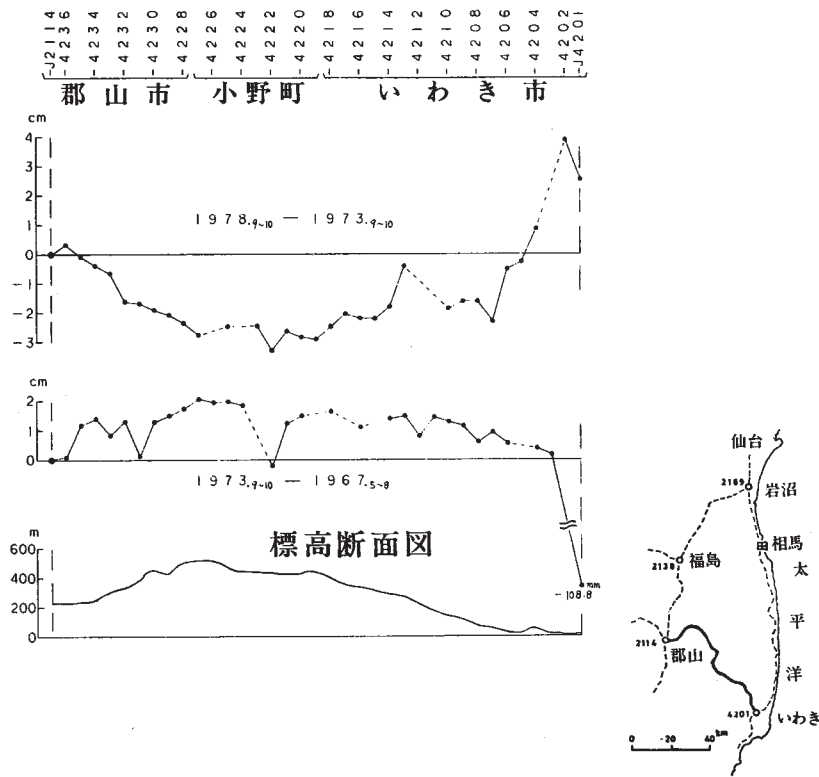 J2114 4236 4234 4232 4230 4228 4226 4224 4222 4220 4218 4216 4214 4212 4210 4208 4206 4204 4202 J4201
郡山市 小野町 いわき市
cm
4
3
2
1
0
-1
-2
-3
1978.9~10 — 1973.9~10
cm
2
1
0
1973.9~10 — 1967.5~8
-108.8 mm
標高断面図
m
600
400
200
0
仙台
2169 岩沼
相馬
2138 福島
太平洋
2114 郡山
4201 いわき
0 20 40 km